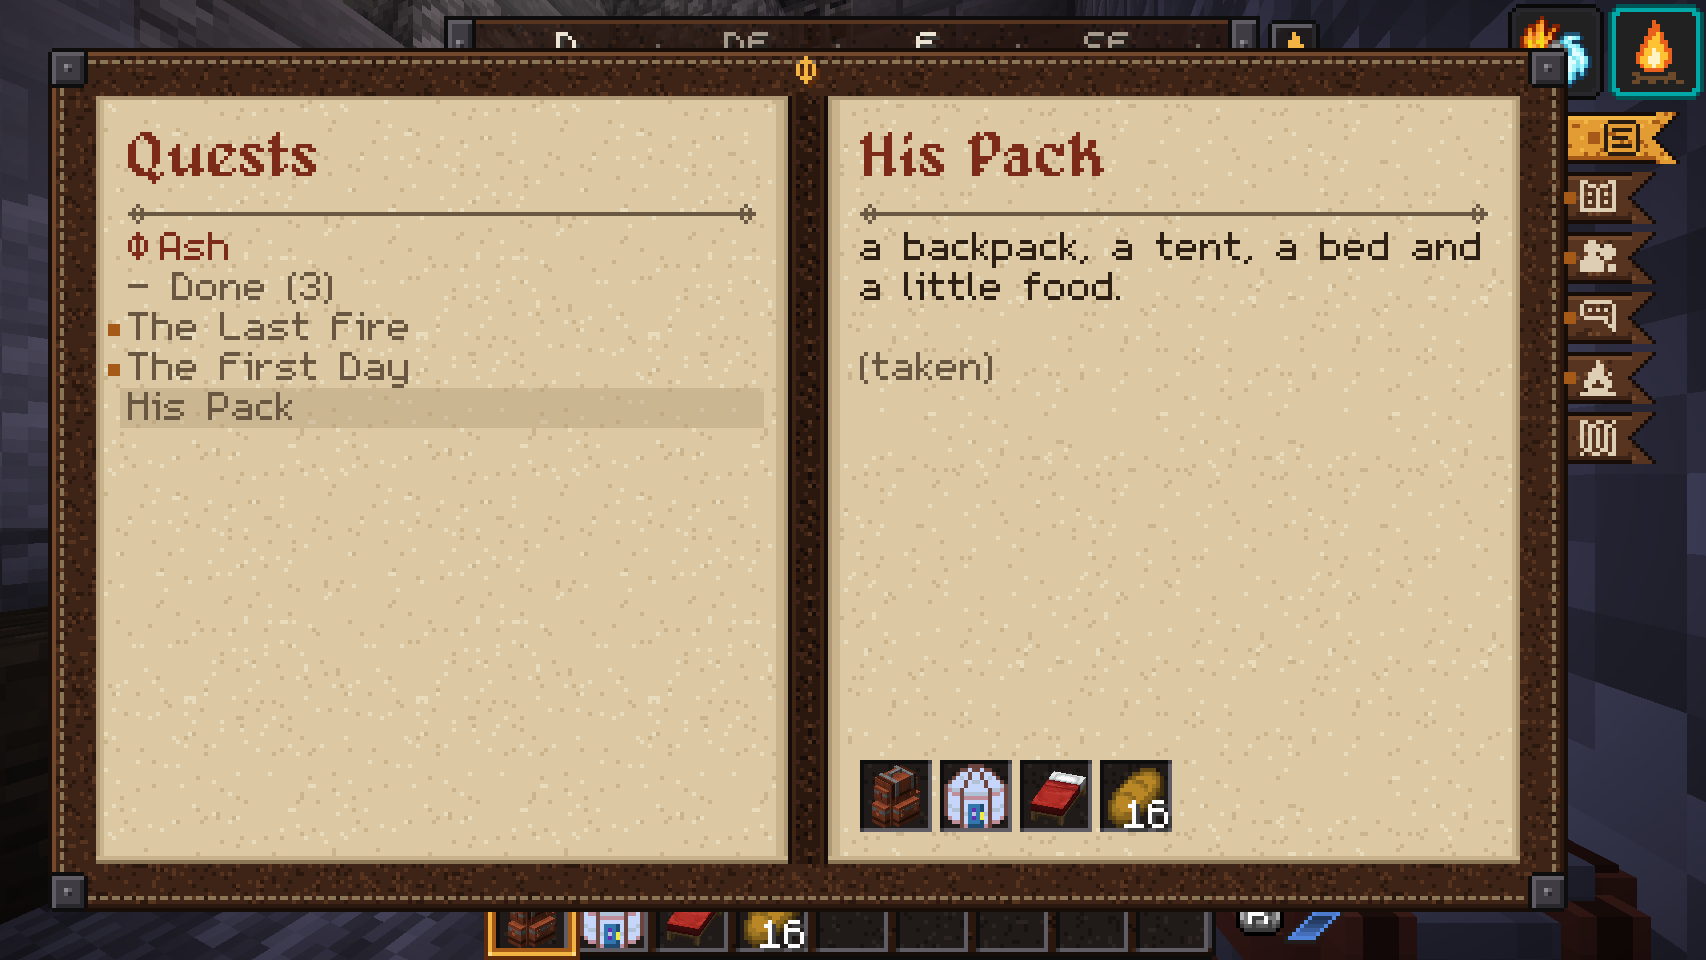 Quests
Ash
– Done (3)
The Last Fire
The First Day
His Pack
His Pack
a backpack, a tent, a bed and
a little food.
(taken)
16
16